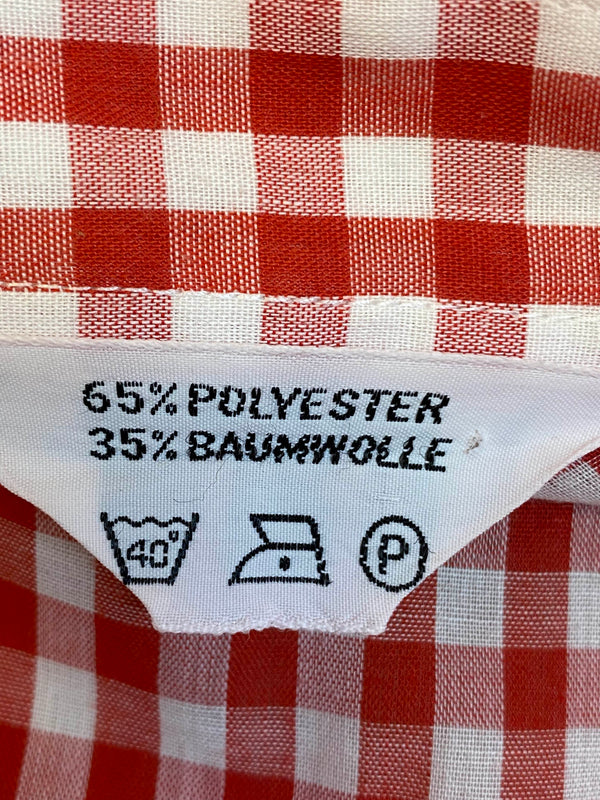 65% POLYESTER
35% BAUMWOLLE
40° P